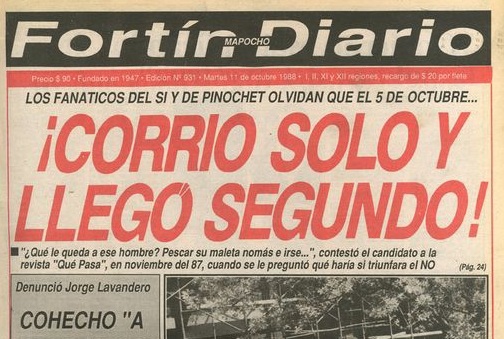 Fortín Diario
MAPOCHO
Precio $ 90 • Fundado en 1947 • Edición Nº 931 • Martes 11 de octubre 1988 • I, II, XI y XII regiones, recargo de $ 20 por flete
LOS FANATICOS DEL SI Y DE PINOCHET OLVIDAN QUE EL 5 DE OCTUBRE...
¡CORRIO SOLO Y
LLEGÓ SEGUNDO!
"¿Qué le queda a ese hombre? Pescar su maleta nomás e irse...", contestó el candidato a la
revista "Qué Pasa", en noviembre del 87, cuando se le preguntó qué haría si triunfara el NO (Pág. 24)
Denunció Jorge Lavandero
COHECHO "A